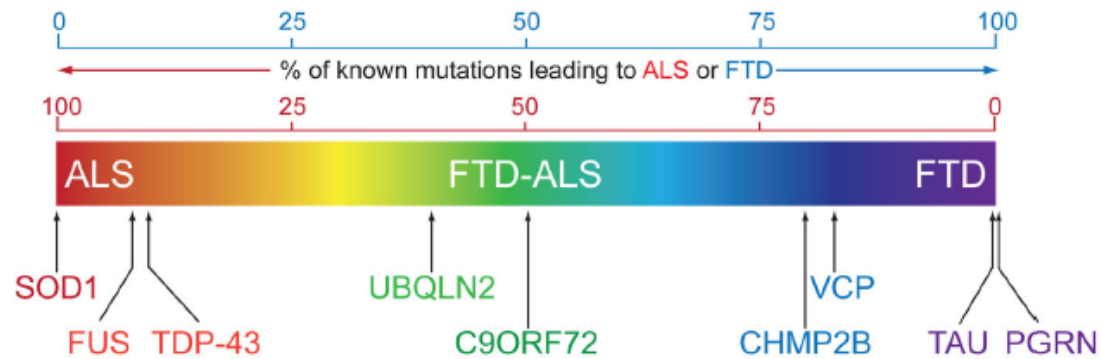 0 25 50 75 100
% of known mutations leading to ALS or FTD
100 25 50 75 0
ALS FTD-ALS FTD
SOD1 UBQLN2 VCP
FUS TDP-43 C9ORF72 CHMP2B TAU PGRN